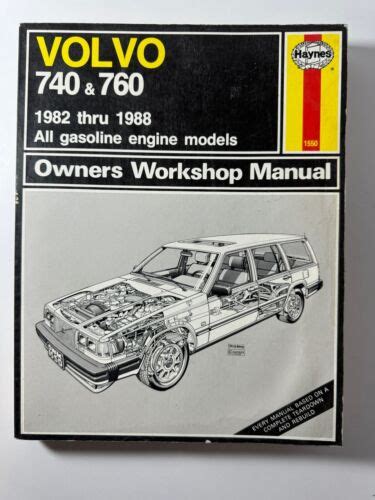 VOLVO
740 & 760
1982 thru 1988
All gasoline engine models
Haynes
1550
Owners Workshop Manual
EVERY MANUAL BASED ON A
COMPLETE TEARDOWN
AND REBUILD